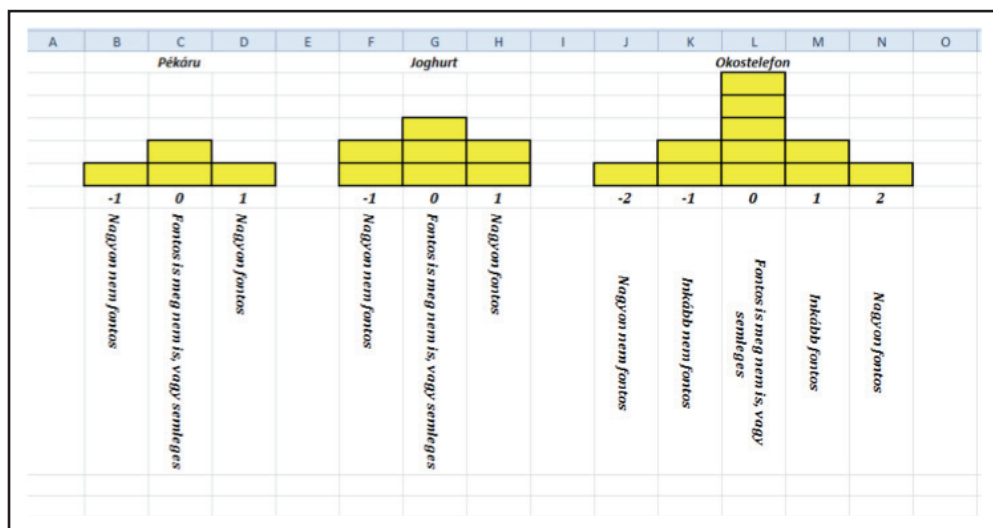 A B C D E F G H I J K L M N O
Pékáru Joghurt Okostelefon
-1 0 1 -1 0 1 -2 -1 0 1 2
Nagyon nem fontos
Fontos is meg nem is, vagy semleges
Nagyon fontos
Nagyon nem fontos
Fontos is meg nem is, vagy semleges
Nagyon fontos
Nagyon nem fontos
Inkább nem fontos
Fontos is meg nem is, vagy
semleges
Inkább fontos
Nagyon fontos